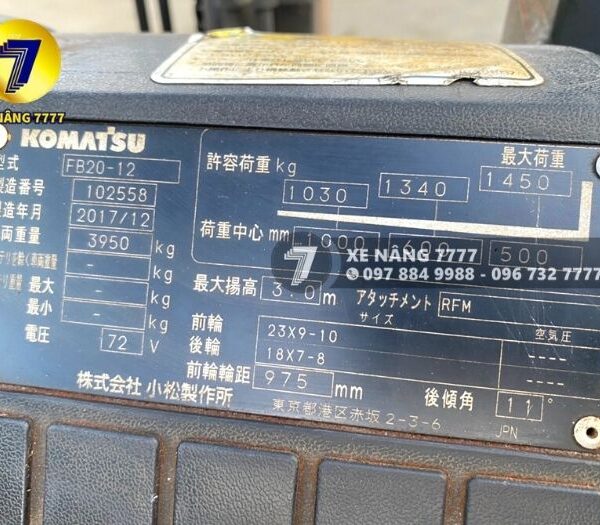 7
NÂNG 7777
KOMATSU
型式 FB20-12
製造番号 102558
製造年月 2017/12
車両重量 3950 kg
- kg
最大 - kg
最小
電圧 72 V
株式会社 小松製作所
許容荷重 kg 最大荷重
1030 1340 1450
荷重中心 mm 1000 600 500
XE NÂNG 7777
097 884 9988 - 096 732 7777
最大揚高 3.0 m アタッチメント RFM
サイズ 空気圧
前輪 23X9-10 ----
後輪 18X7-8 ----
前輪輪距 975 mm 後傾角 11°
東京都港区赤坂 2-3-6 JPN